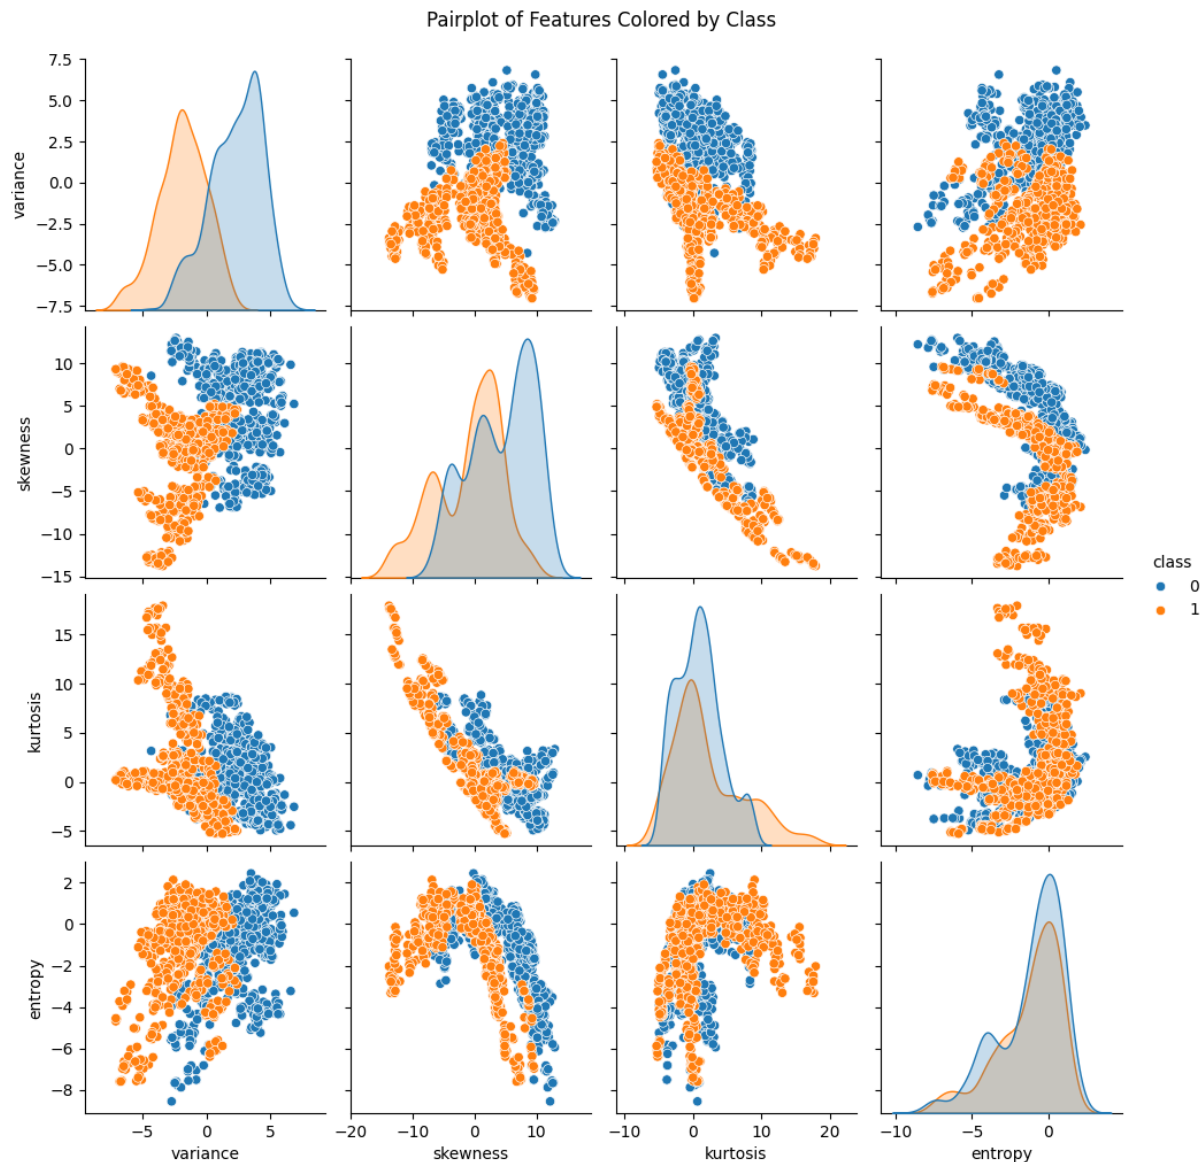 Pairplot of Features Colored by Class
7.5
5.0
2.5
0.0
−2.5
−5.0
−7.5
variance
10
5
0
−5
−10
−15
skewness
class
0
1
15
10
5
0
−5
kurtosis
2
0
−2
−4
−6
−8
entropy
−5 0 5
variance
−20 −10 0 10
skewness
−10 0 10 20
kurtosis
−10 −5 0
entropy